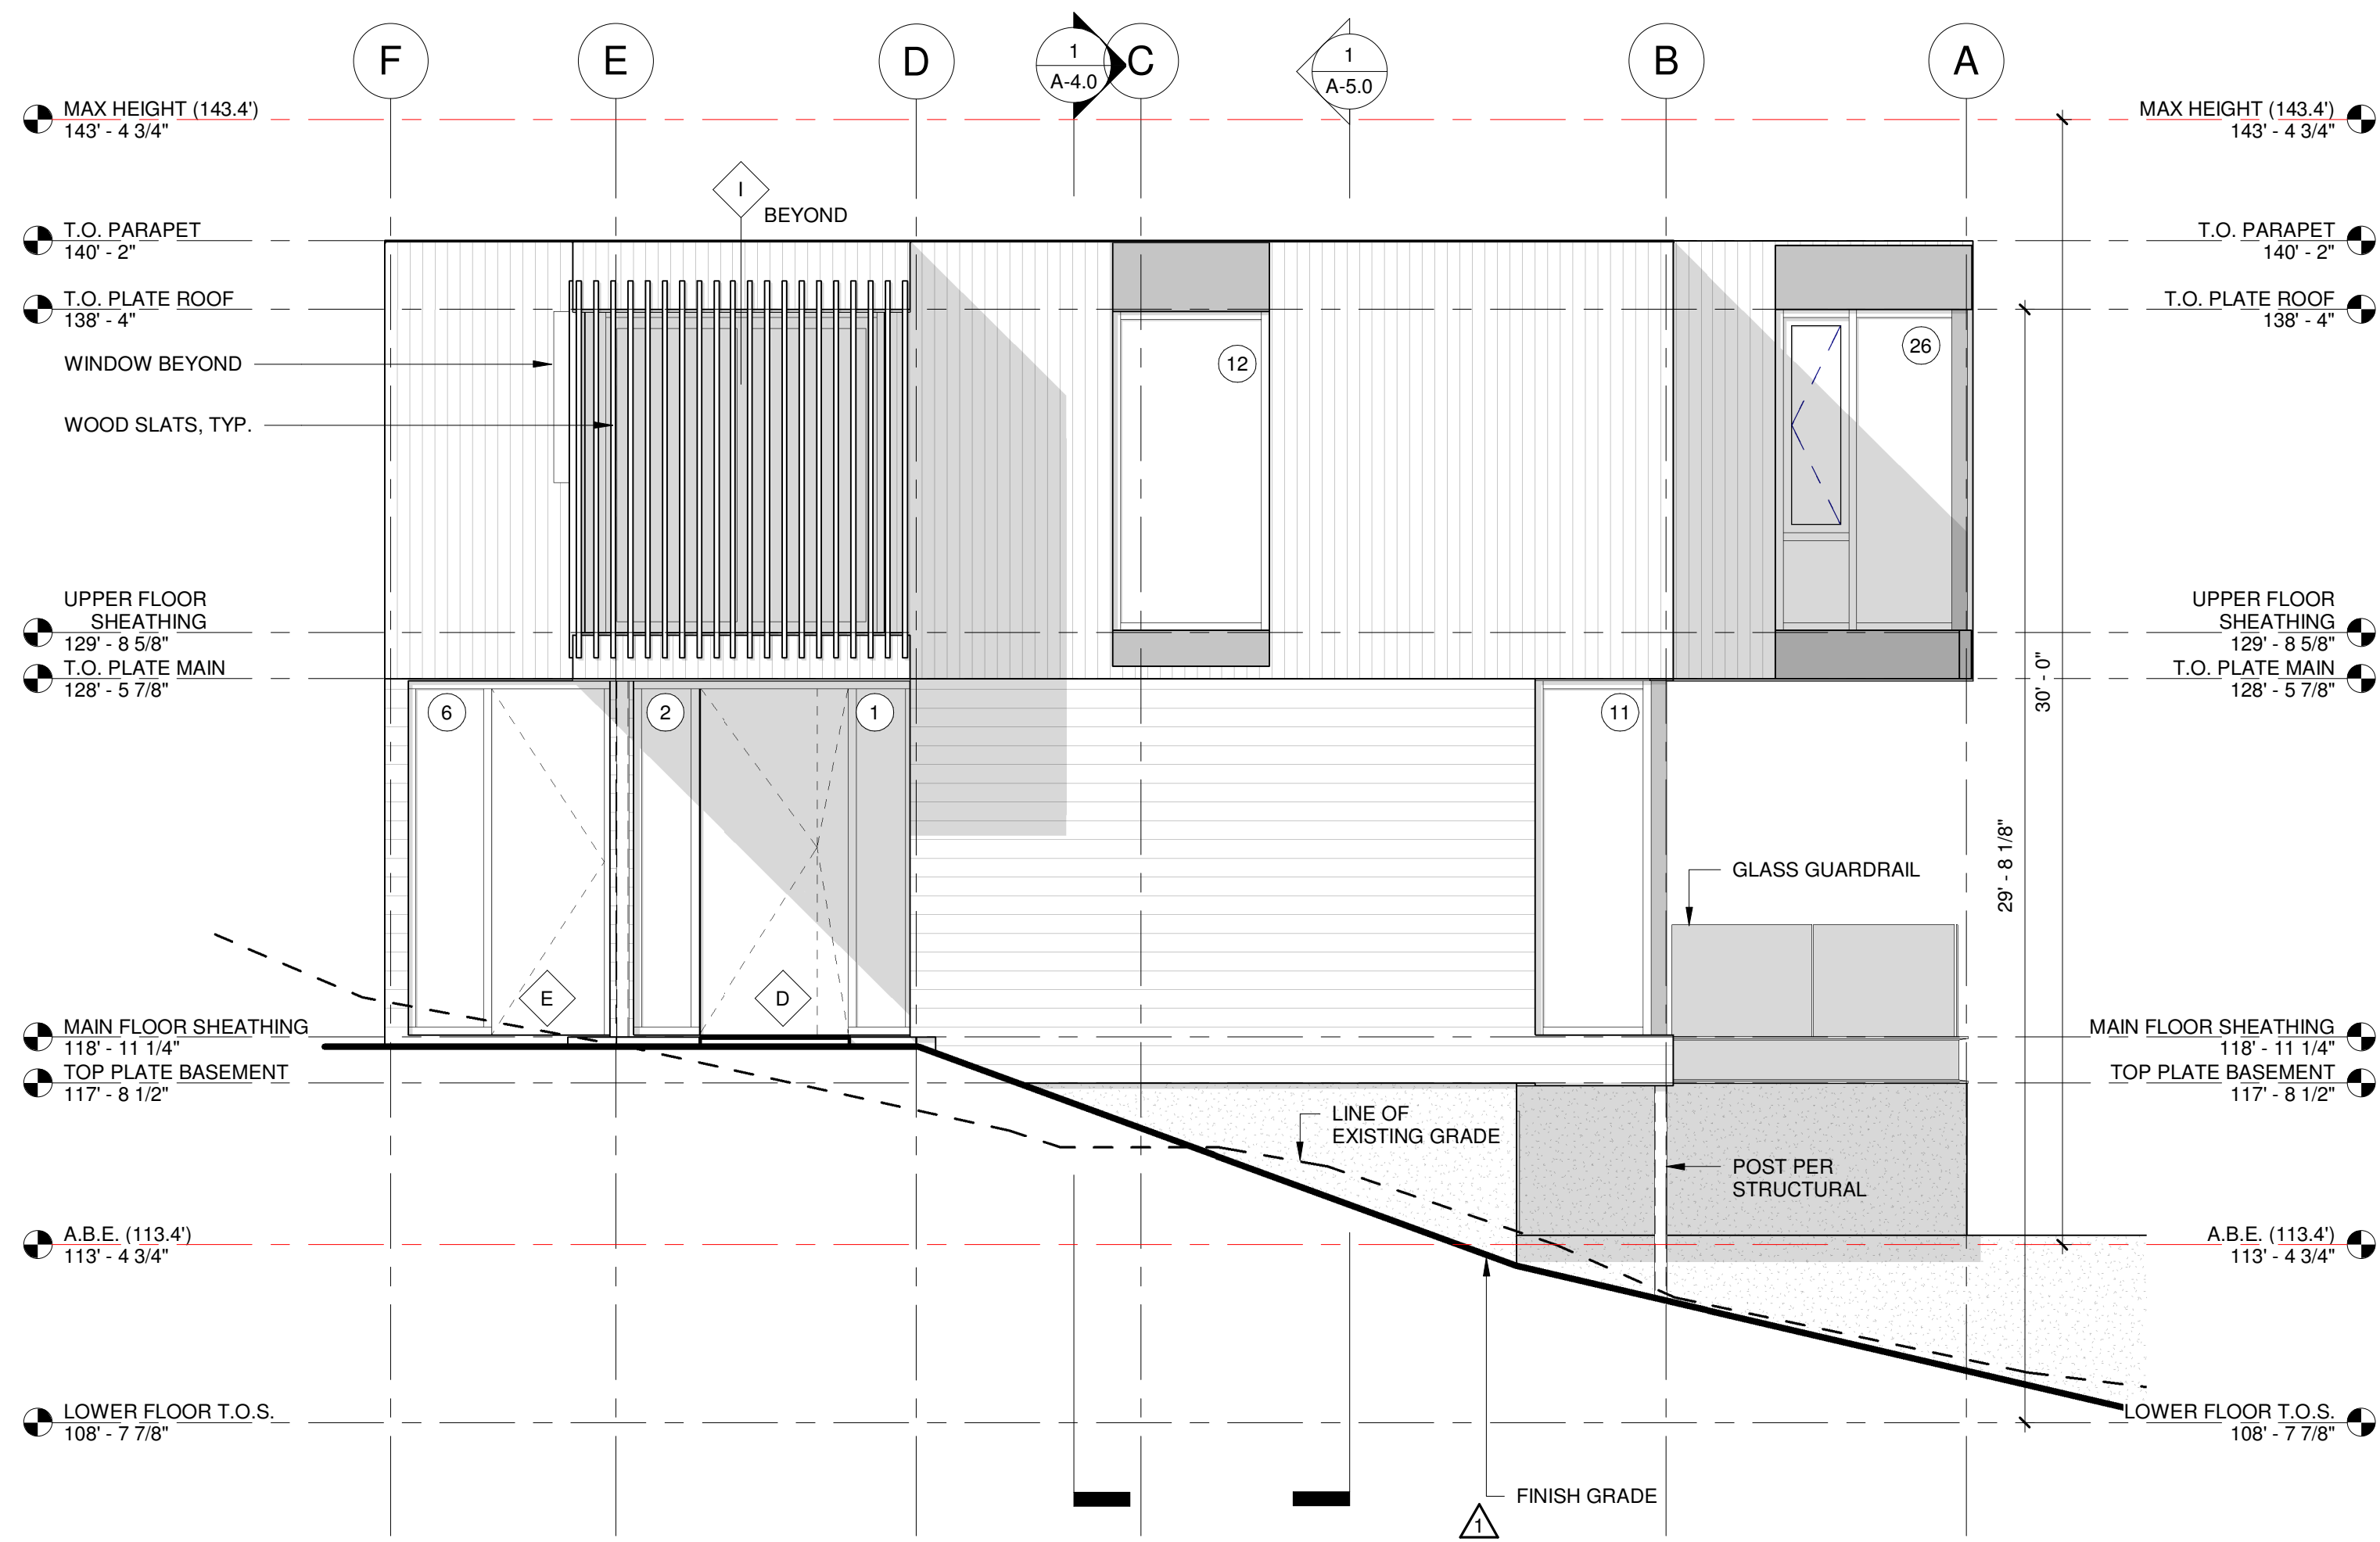 F
E
D
1
A-4.0
C
1
A-5.0
B
A
MAX HEIGHT (143.4')
143' - 4 3/4"
MAX HEIGHT (143.4')
143' - 4 3/4"
I
BEYOND
T.O. PARAPET
140' - 2"
T.O. PARAPET
140' - 2"
T.O. PLATE ROOF
138' - 4"
T.O. PLATE ROOF
138' - 4"
WINDOW BEYOND
12
26
WOOD SLATS, TYP.
UPPER FLOOR
SHEATHING
129' - 8 5/8"
UPPER FLOOR
SHEATHING
129' - 8 5/8"
T.O. PLATE MAIN
128' - 5 7/8"
T.O. PLATE MAIN
128' - 5 7/8"
30' - 0"
6
2
1
11
29' - 8 1/8"
GLASS GUARDRAIL
E
D
MAIN FLOOR SHEATHING
118' - 11 1/4"
MAIN FLOOR SHEATHING
118' - 11 1/4"
TOP PLATE BASEMENT
117' - 8 1/2"
TOP PLATE BASEMENT
117' - 8 1/2"
LINE OF
EXISTING GRADE
POST PER
STRUCTURAL
A.B.E. (113.4')
113' - 4 3/4"
A.B.E. (113.4')
113' - 4 3/4"
LOWER FLOOR T.O.S.
108' - 7 7/8"
LOWER FLOOR T.O.S.
108' - 7 7/8"
FINISH GRADE
1